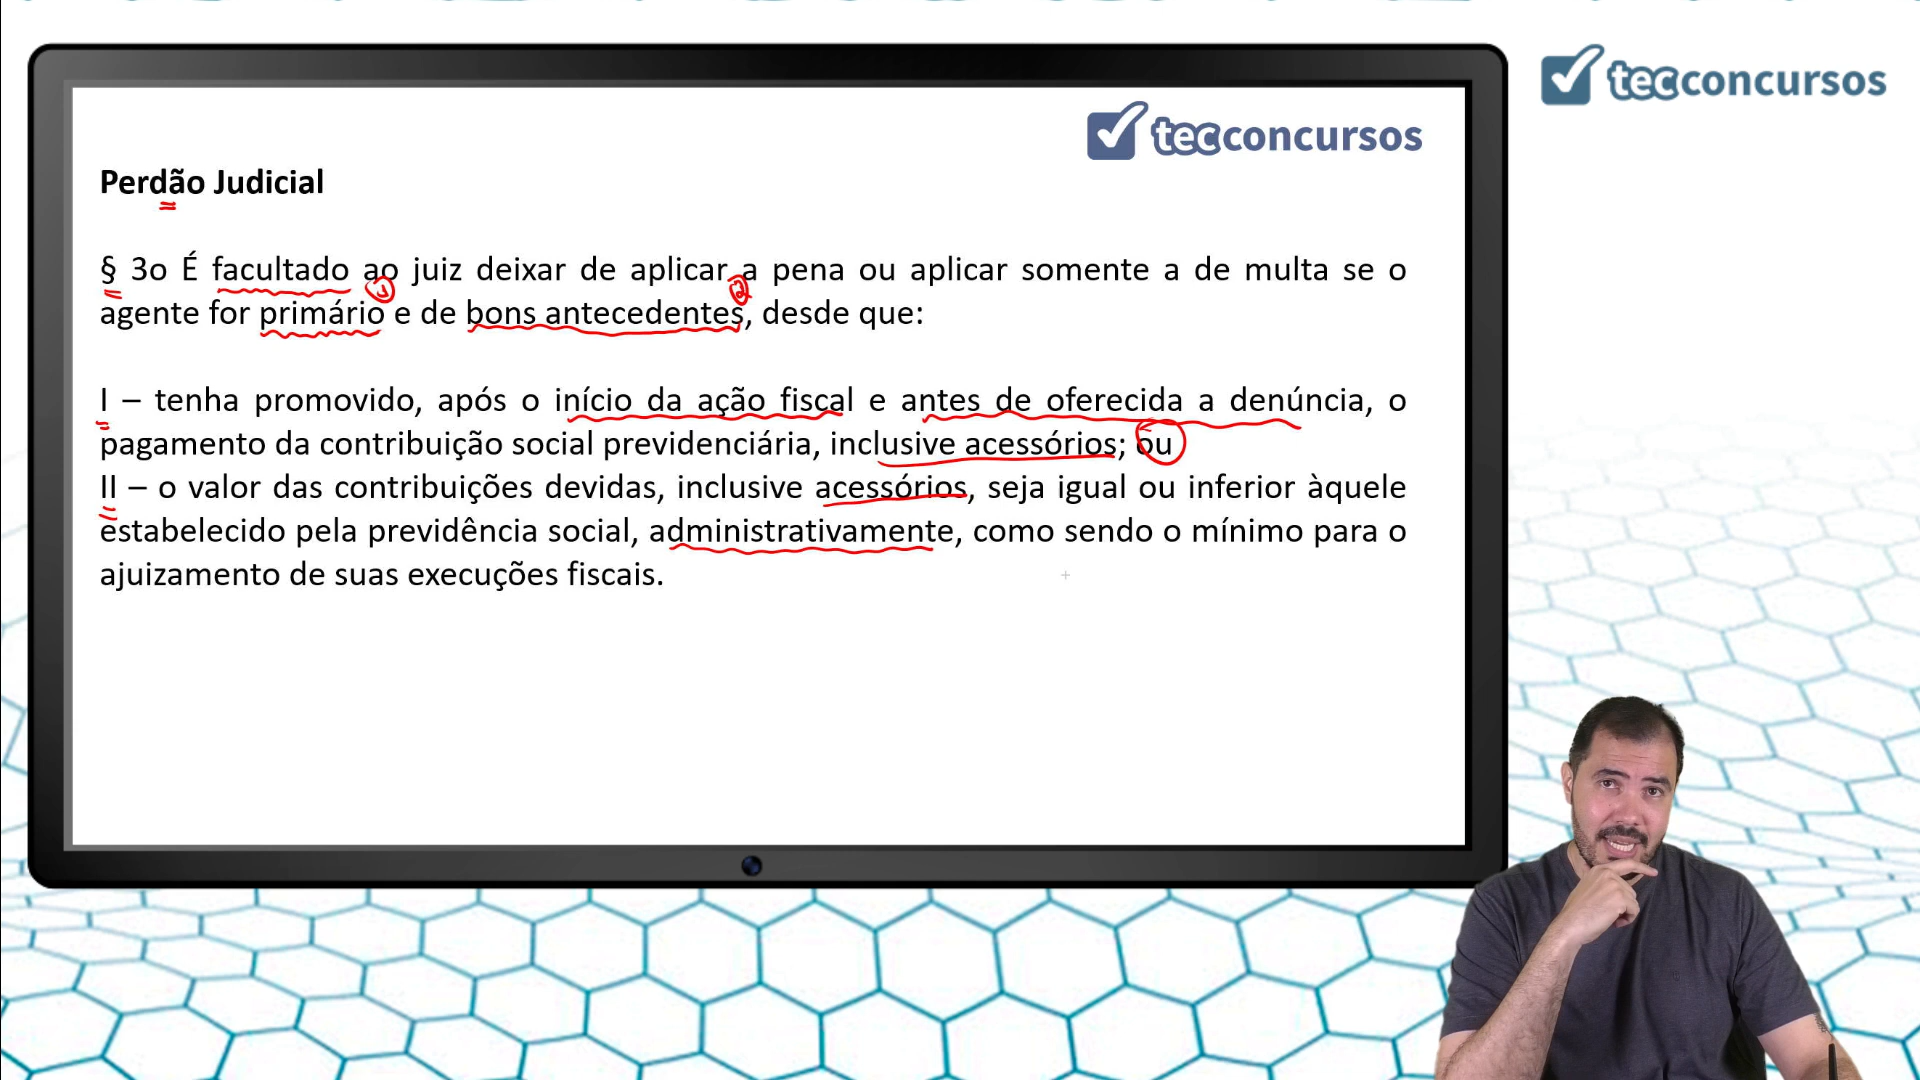 tecconcursos
tecconcursos
Perdão Judicial
§ 3o É facultado ao juiz deixar de aplicar a pena ou aplicar somente a de multa se o
1 2
agente for primário e de bons antecedentes, desde que:
I – tenha promovido, após o início da ação fiscal e antes de oferecida a denúncia, o
pagamento da contribuição social previdenciária, inclusive acessórios; ou
II – o valor das contribuições devidas, inclusive acessórios, seja igual ou inferior àquele
estabelecido pela previdência social, administrativamente, como sendo o mínimo para o
ajuizamento de suas execuções fiscais.